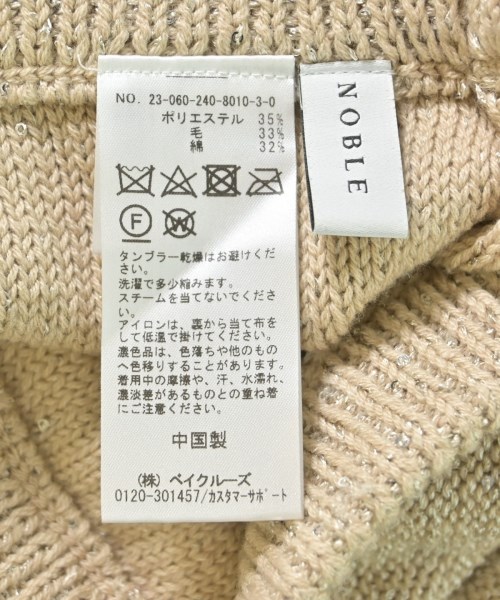 NO. 23-060-240-8010-3-0
ポリエステル 35%
毛 33%
綿 32%
F
W
タンブラー乾燥はお避けくだ
さい。
洗濯で多少縮みます。
スチームを当てないでくださ
い。
アイロンは、裏から当て布を
して低温で掛けてください。
濃色品は、色落ちや他のもの
へ色移りすることがあります。
着用中の摩擦や、汗、水濡れ、
濃淡差があるものとの重ね着
にご注意ください。
中国製
(株) ベイクルーズ
0120-301457/カスタマーサポート
NOBLE